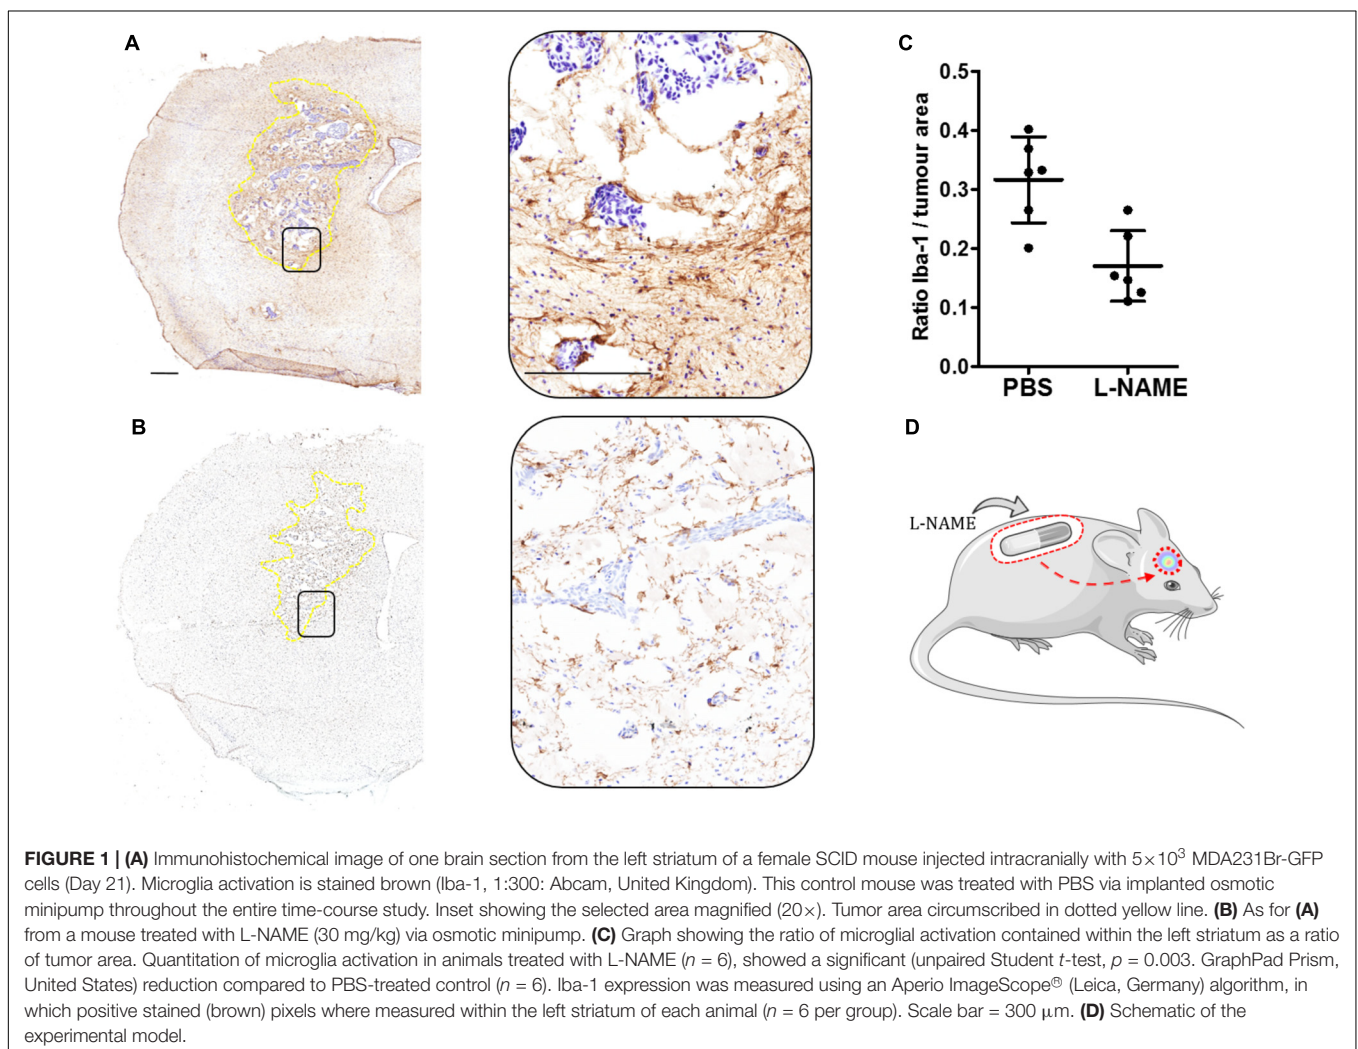 A
C
0.5
0.4
0.3
0.2
0.1
0.0
Ratio Iba-1 / tumour area
PBS L-NAME
B
D
L-NAME
FIGURE 1 | (A) Immunohistochemical image of one brain section from the left striatum of a female SCID mouse injected intracranially with 5×10³ MDA231Br-GFP
cells (Day 21). Microglia activation is stained brown (Iba-1, 1:300: Abcam, United Kingdom). This control mouse was treated with PBS via implanted osmotic
minipump throughout the entire time-course study. Inset showing the selected area magnified (20×). Tumor area circumscribed in dotted yellow line. (B) As for (A)
from a mouse treated with L-NAME (30 mg/kg) via osmotic minipump. (C) Graph showing the ratio of microglial activation contained within the left striatum as a ratio
of tumor area. Quantitation of microglia activation in animals treated with L-NAME (n = 6), showed a significant (unpaired Student t-test, p = 0.003. GraphPad Prism,
United States) reduction compared to PBS-treated control (n = 6). Iba-1 expression was measured using an Aperio ImageScope® (Leica, Germany) algorithm, in
which positive stained (brown) pixels where measured within the left striatum of each animal (n = 6 per group). Scale bar = 300 μm. (D) Schematic of the
experimental model.